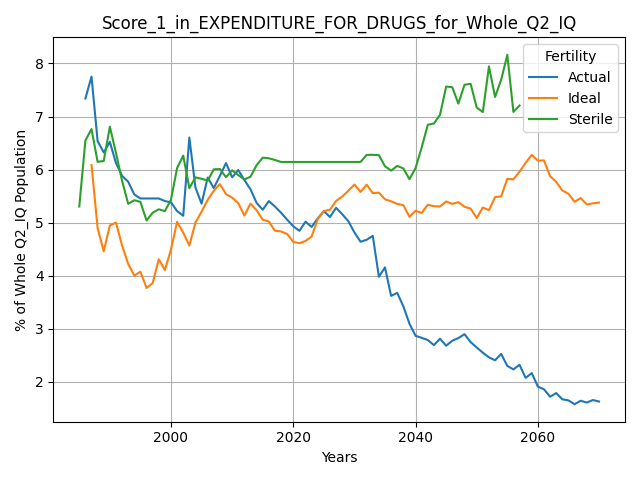 Score_1_in_EXPENDITURE_FOR_DRUGS_for_Whole_Q2_IQ
Fertility
Actual
Ideal
Sterile
% of Whole Q2_IQ Population
8
7
6
5
4
3
2
2000
2020
2040
2060
Years